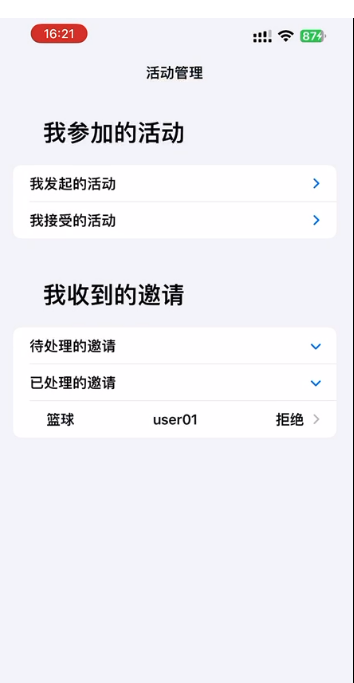 16:21
87
活动管理
我参加的活动
我发起的活动
我接受的活动
我收到的邀请
待处理的邀请
已处理的邀请
篮球 user01 拒绝